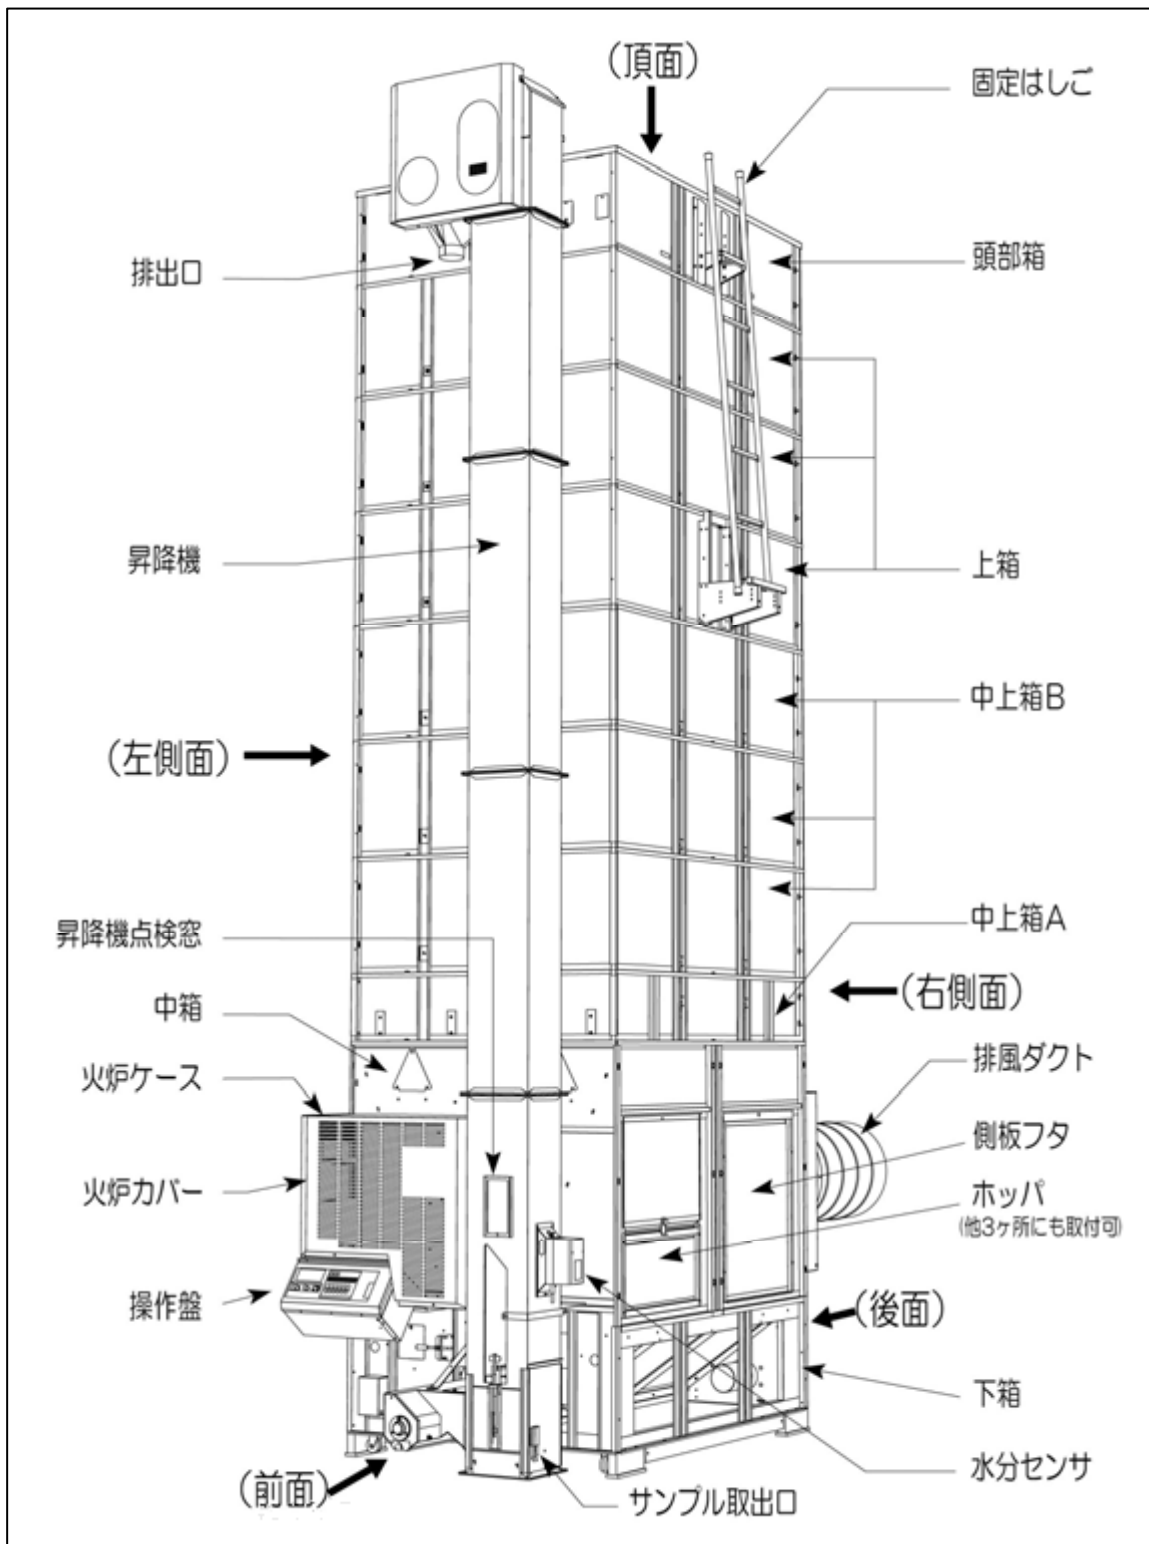 (頂面)
固定はしご
排出口
頭部箱
昇降機
上箱
中上箱B
(左側面)
昇降機点検窓
中上箱A
中箱
(右側面)
火炉ケース
排風ダクト
側板フタ
火炉カバー
ホッパ
(他3ヶ所にも取付可)
操作盤
(後面)
下箱
水分センサ
(前面)
サンプル取出口